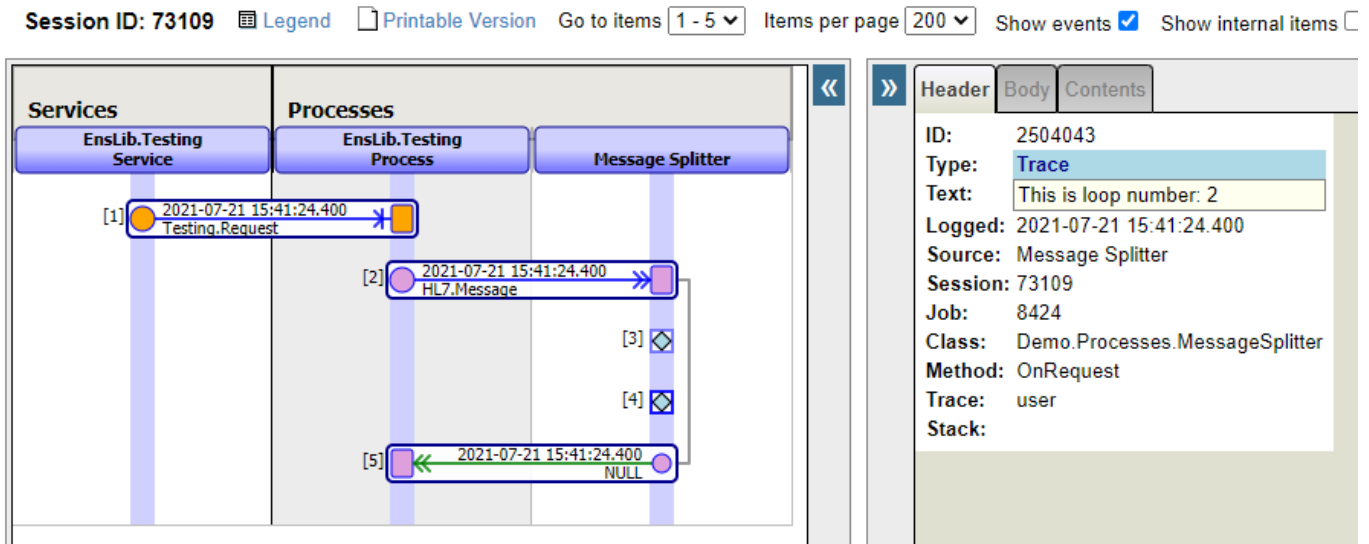 Session ID: 73109 Legend Printable Version Go to items 1 - 5 Items per page 200 Show events Show internal items
Services Processes
EnsLib.Testing
Service
EnsLib.Testing
Process
Message Splitter
[1] 2021-07-21 15:41:24.400
Testing.Request
[2] 2021-07-21 15:41:24.400
HL7.Message
[3]
[4]
[5] 2021-07-21 15:41:24.400
NULL
« »
Header Body Contents
ID: 2504043
Type: Trace
Text: This is loop number: 2
Logged: 2021-07-21 15:41:24.400
Source: Message Splitter
Session: 73109
Job: 8424
Class: Demo.Processes.MessageSplitter
Method: OnRequest
Trace: user
Stack: